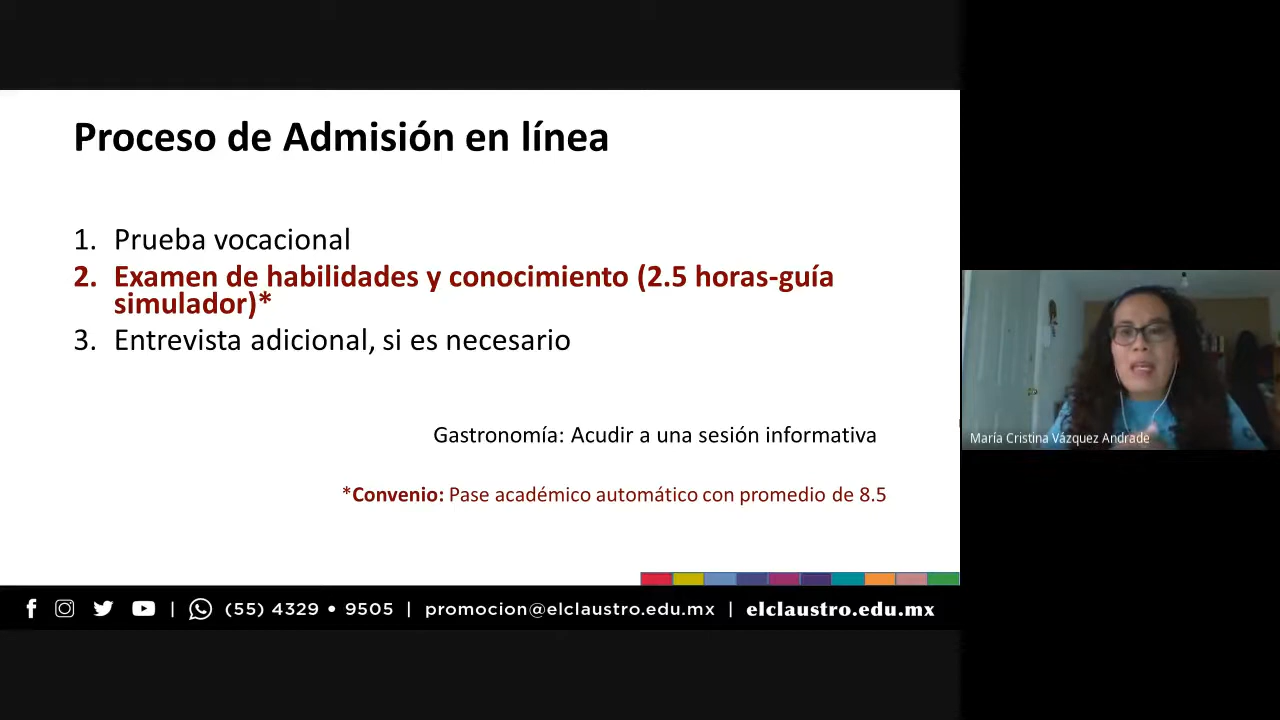 Proceso de Admisión en línea
1. Prueba vocacional
2. Examen de habilidades y conocimiento (2.5 horas-guía
simulador)*
3. Entrevista adicional, si es necesario
Gastronomía: Acudir a una sesión informativa
*Convenio: Pase académico automático con promedio de 8.5
| (55) 4329 • 9505 | promocion@elclaustro.edu.mx | elclaustro.edu.mx
María Cristina Vázquez Andrade